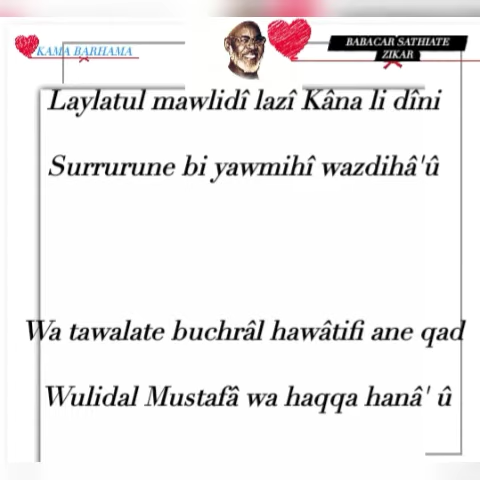 KAMA BARHAMA
BABACAR SATHIATE
ZIKAR
Laylatul mawlidî lazî Kâna li dîni
Surrurune bi yawmihî wazdihâ'û
Wa tawalate buchrâl hawâtifi ane qad
Wulidal Mustafâ wa haqqa hanâ' û